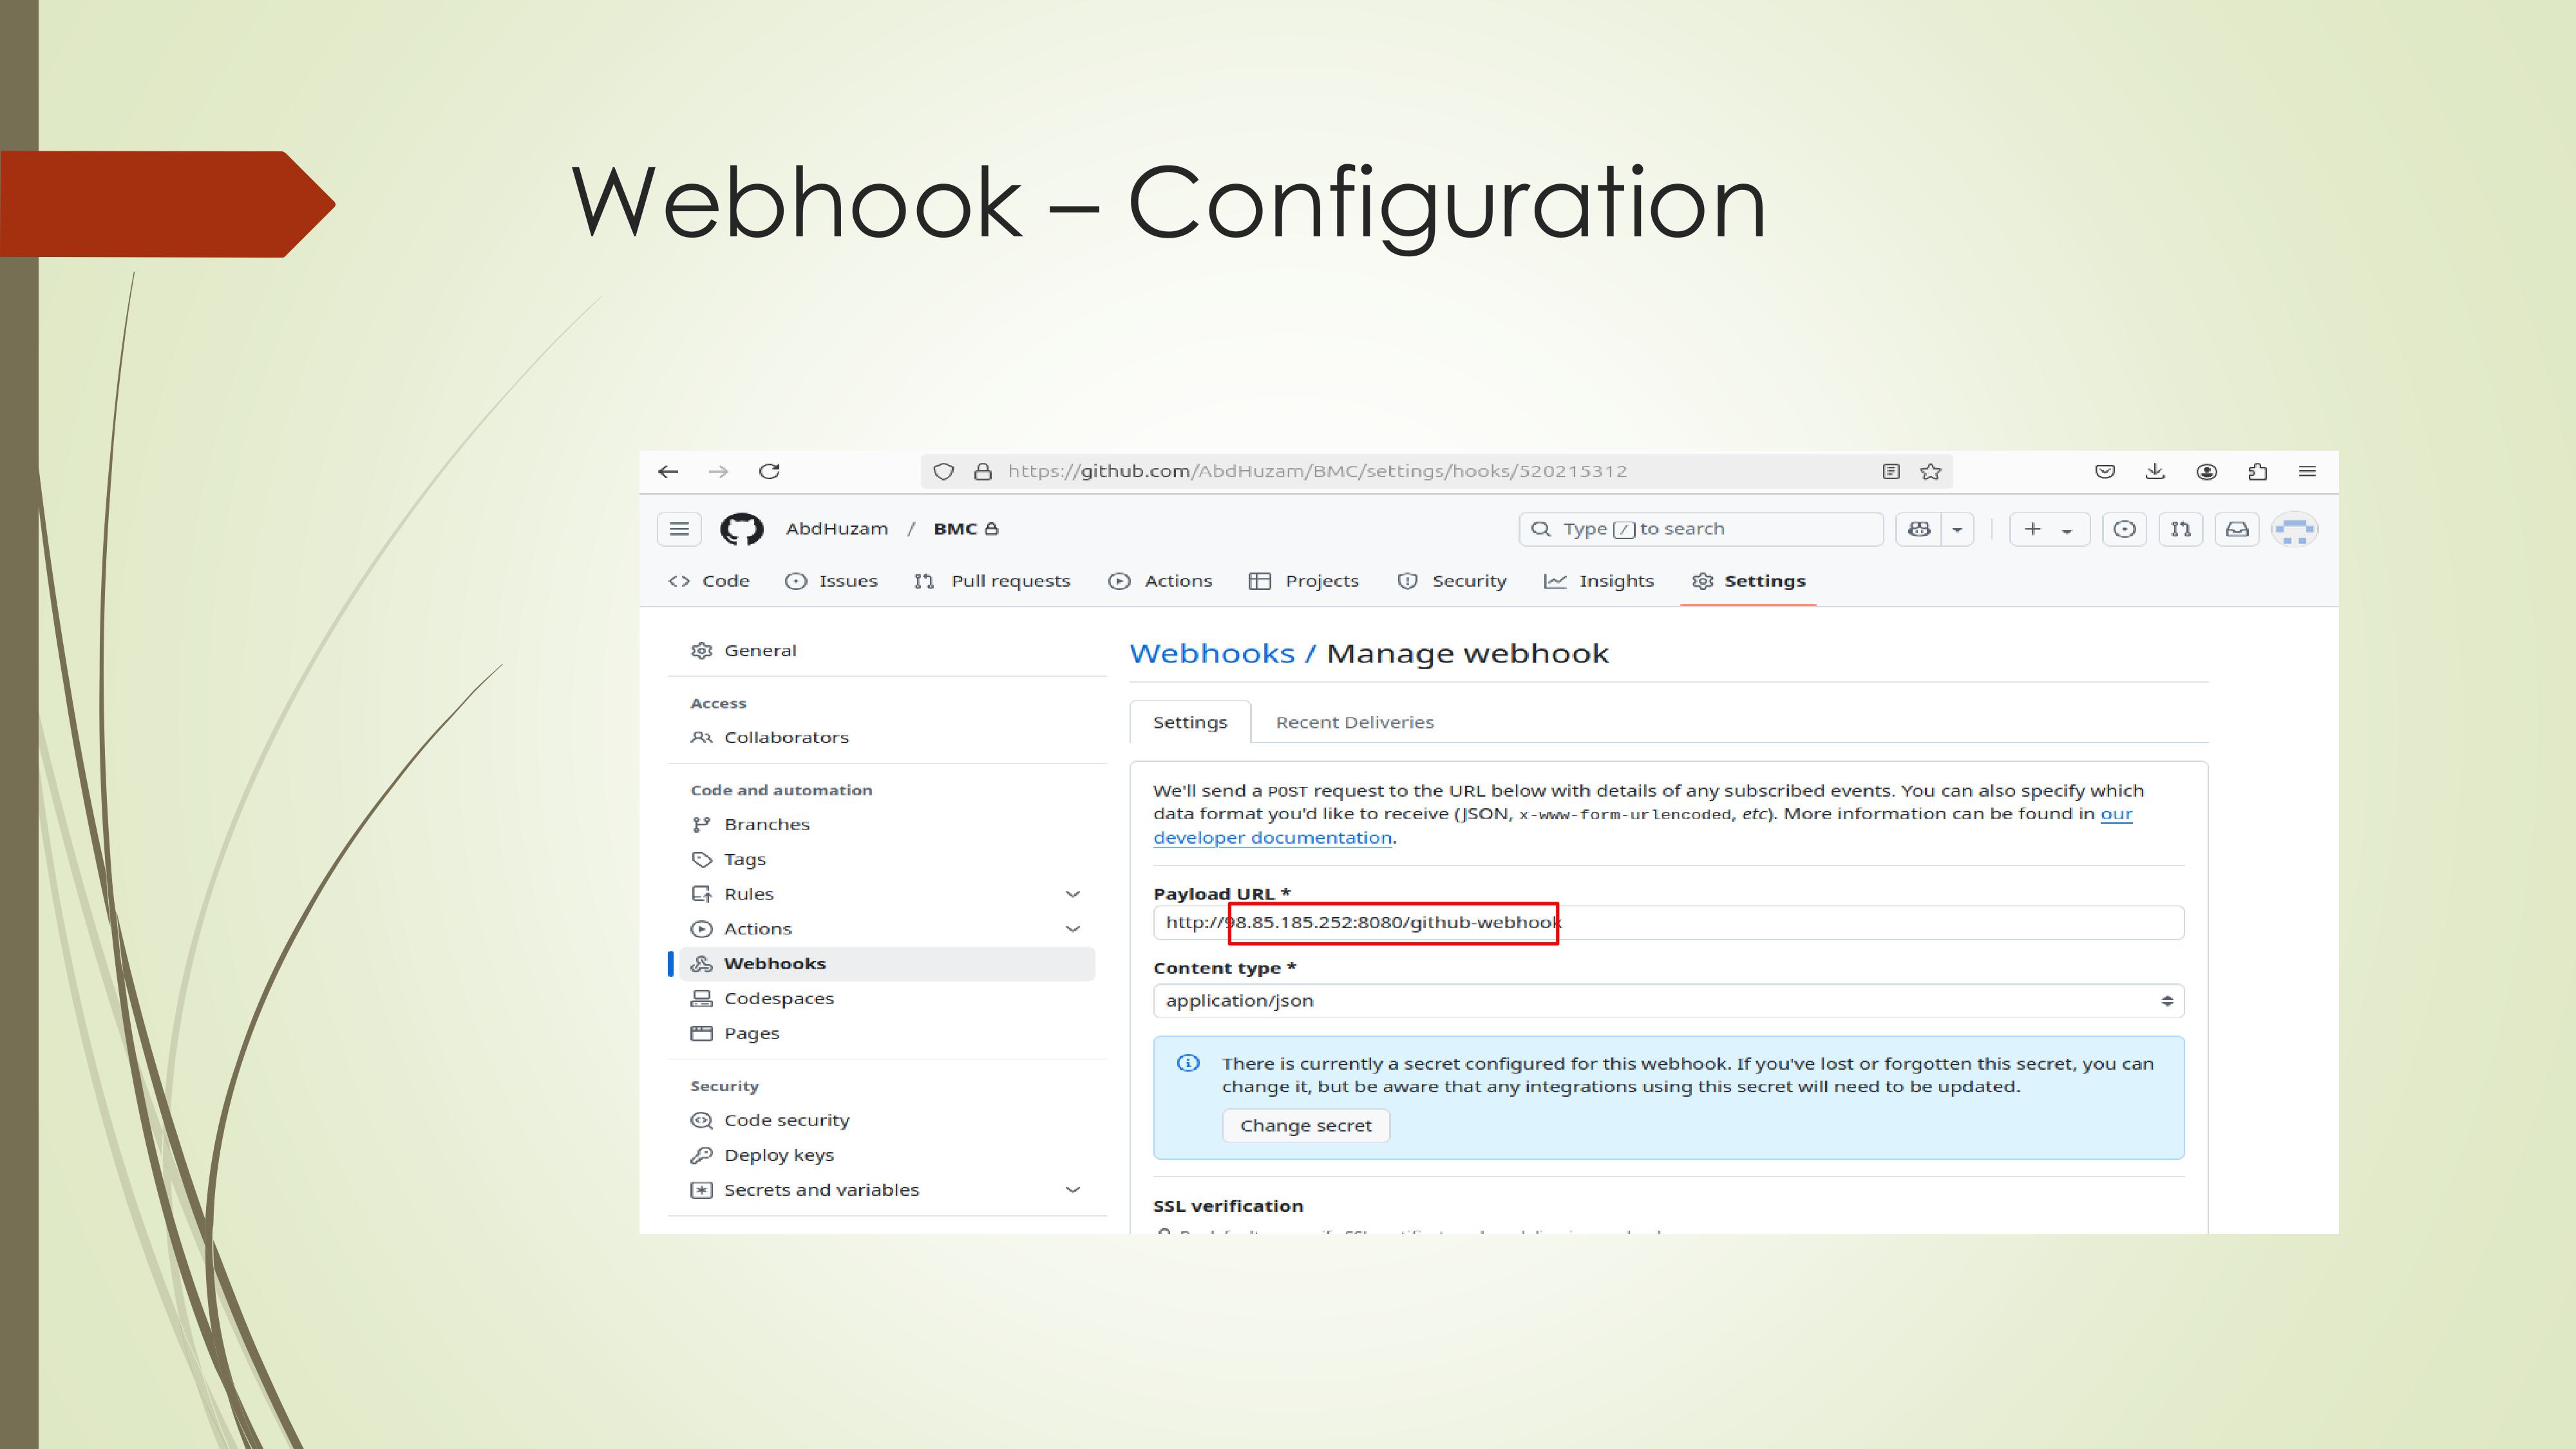 Webhook – Configuration
https://github.com/AbdHuzam/BMC/settings/hooks/520215312
AbdHuzam / BMC
Type / to search
Code Issues Pull requests Actions Projects Security Insights Settings
General
Access
Collaborators
Code and automation
Branches
Tags
Rules
Actions
Webhooks
Codespaces
Pages
Security
Code security
Deploy keys
Secrets and variables
Webhooks / Manage webhook
Settings Recent Deliveries
We'll send a POST request to the URL below with details of any subscribed events. You can also specify which
data format you'd like to receive (JSON, x-www-form-urlencoded, etc). More information can be found in our
developer documentation.
Payload URL *
http://98.85.185.252:8080/github-webhook
Content type *
application/json
There is currently a secret configured for this webhook. If you've lost or forgotten this secret, you can
change it, but be aware that any integrations using this secret will need to be updated.
Change secret
SSL verification